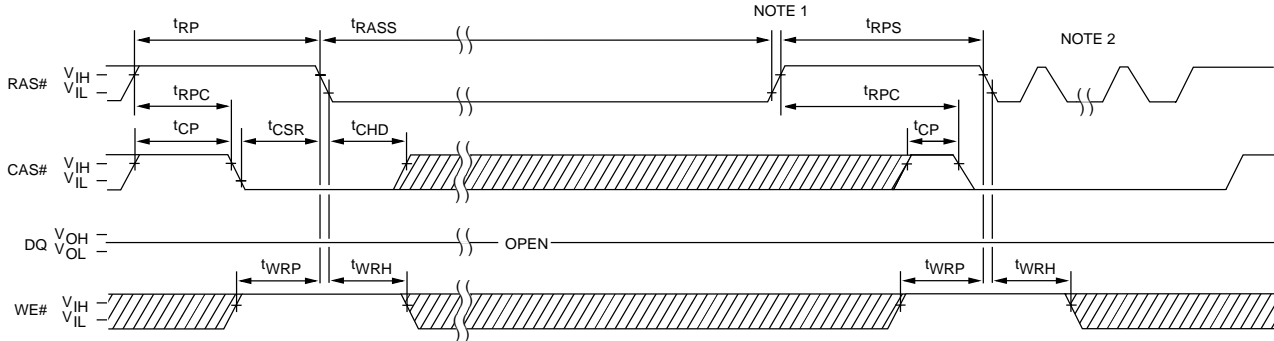 NOTE 1
tRP tRASS tRPS NOTE 2
RAS# VIH
VIL
tRPC tRPC
tCP tCSR tCHD tCP
CAS# VIH
VIL
DQ VOH
VOL OPEN
tWRP tWRH tWRP tWRH
WE# VIH
VIL